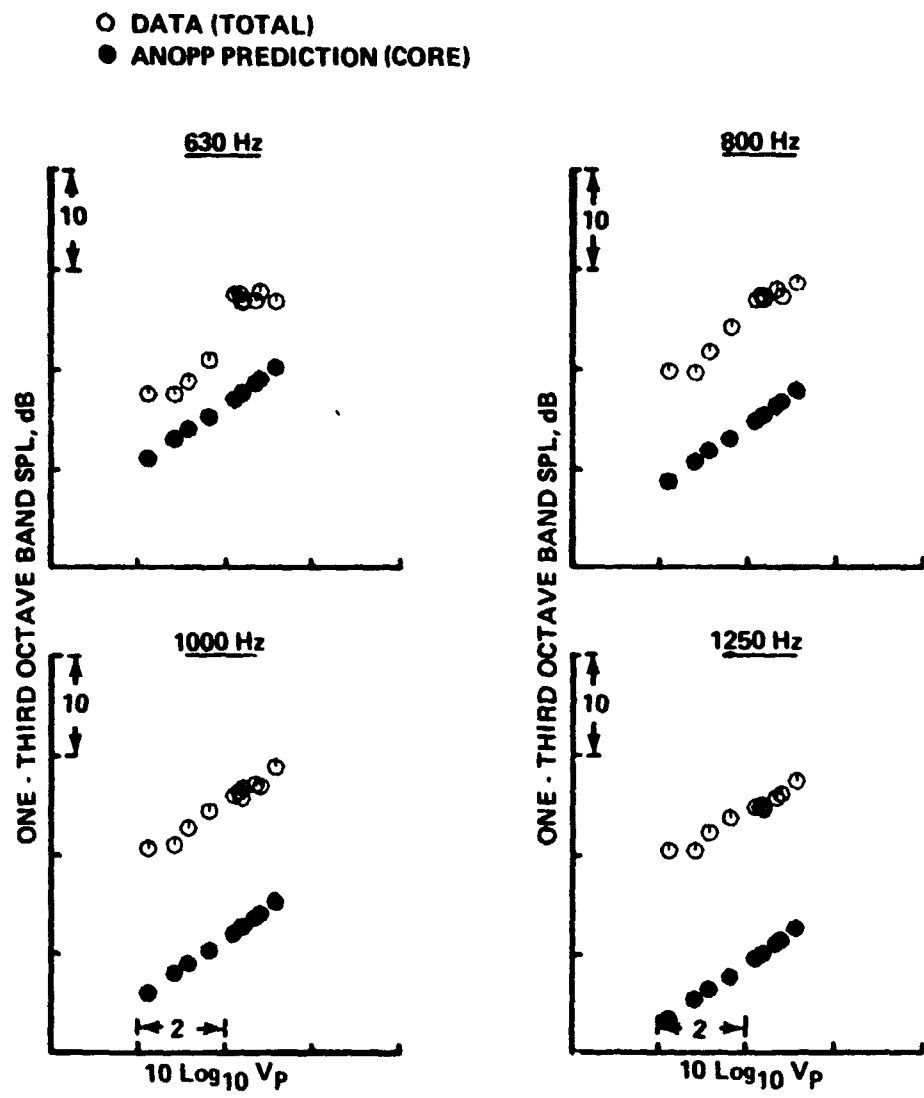 ○ DATA (TOTAL)
● ANOPP PREDICTION (CORE)
630 Hz
800 Hz
10
10
ONE - THIRD OCTAVE BAND SPL, dB
ONE - THIRD OCTAVE BAND SPL, dB
1000 Hz
1250 Hz
10
10
2
2
10 Log10 VP
10 Log10 VP